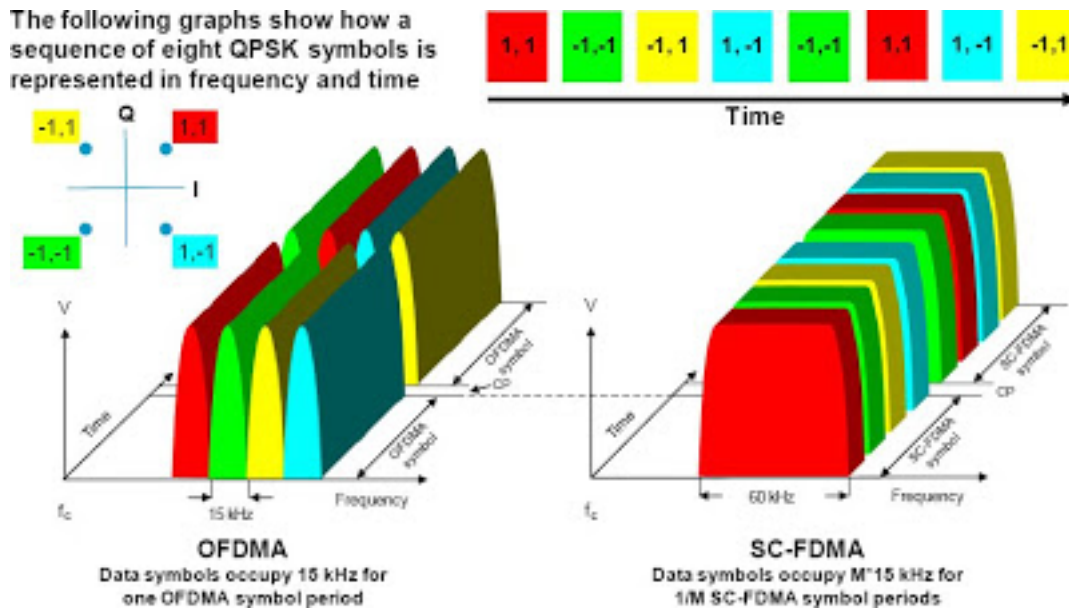 The following graphs show how a
sequence of eight QPSK symbols is
represented in frequency and time
1, 1 -1,-1 -1, 1 1, -1 -1,-1 1,1 1, -1 -1,1
Time
Q
-1,1 1,1
I
-1,-1 1,-1
V
Time
OFDMA symbol
CP
OFDMA symbol
fc
15 kHz
Frequency
OFDMA
Data symbols occupy 15 kHz for
one OFDMA symbol period
V
Time
SC-FDMA symbol
CP
SC-FDMA symbol
fc
60 kHz
Frequency
SC-FDMA
Data symbols occupy M*15 kHz for
1/M SC-FDMA symbol periods